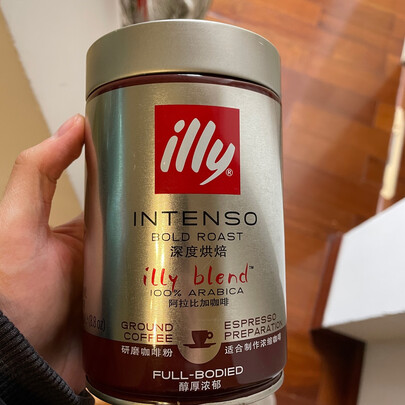 illy®
INTENSO
BOLD ROAST
深度烘焙
illy blend™
100% ARABICA
阿拉比加咖啡
GROUND
COFFEE
研磨咖啡粉
ESPRESSO
PREPARATION
适合制作浓缩咖啡
FULL-BODIED
醇厚浓郁